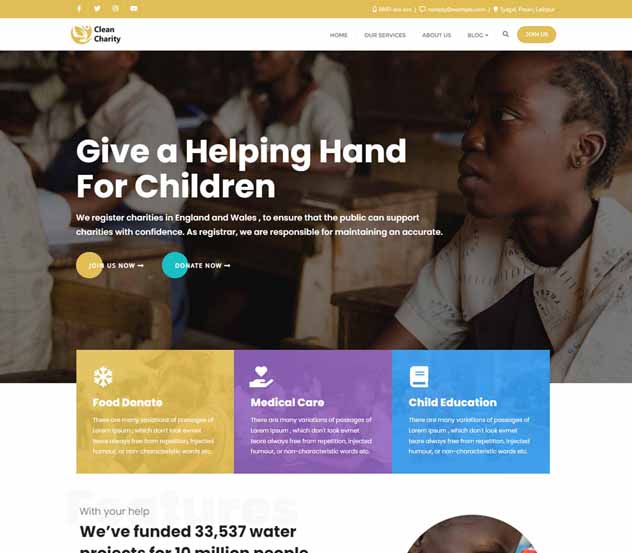 Clean
Charity
HOME
OUR SERVICES
ABOUT US
BLOG
JOIN US
Give a Helping Hand
For Children
We register charities in England and Wales , to ensure that the public can support
charities with confidence. As registrar, we are responsible for maintaining an accurate.
JOIN US NOW
DONATE NOW
Food Donate
Medical Care
Child Education
There are many variations of passages of
Lorem Ipsum , which don't look evmet
teore always free from repetition, injected
humour, or non-characteristic words etc.
There are many variations of passages of
Lorem Ipsum , which don't look evmet
teore always free from repetition, injected
humour, or non-characteristic words etc.
There are many variations of passages of
Lorem Ipsum , which don't look evmet
teore always free from repetition, injected
humour, or non-characteristic words etc.
Features
With your help
We've funded 33,537 water
projects for 10 million people